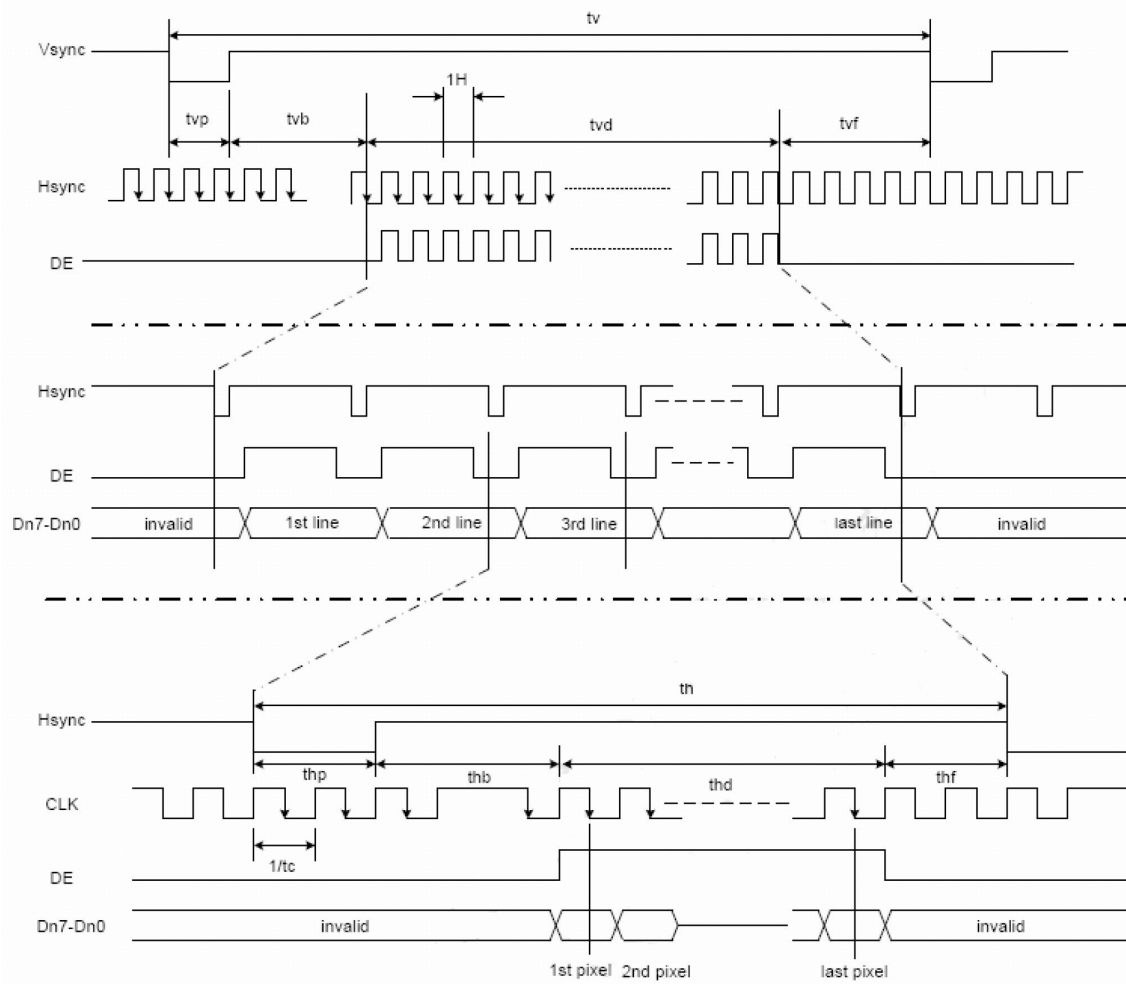 tv
Vsync
1H
tvp tvb tvd tvf
Hsync
DE
Hsync
DE
Dn7-Dn0 invalid 1st line 2nd line 3rd line last line invalid
th
Hsync
thp thb thd thf
CLK
1/tc
DE
Dn7-Dn0 invalid invalid
1st pixel 2nd pixel last pixel